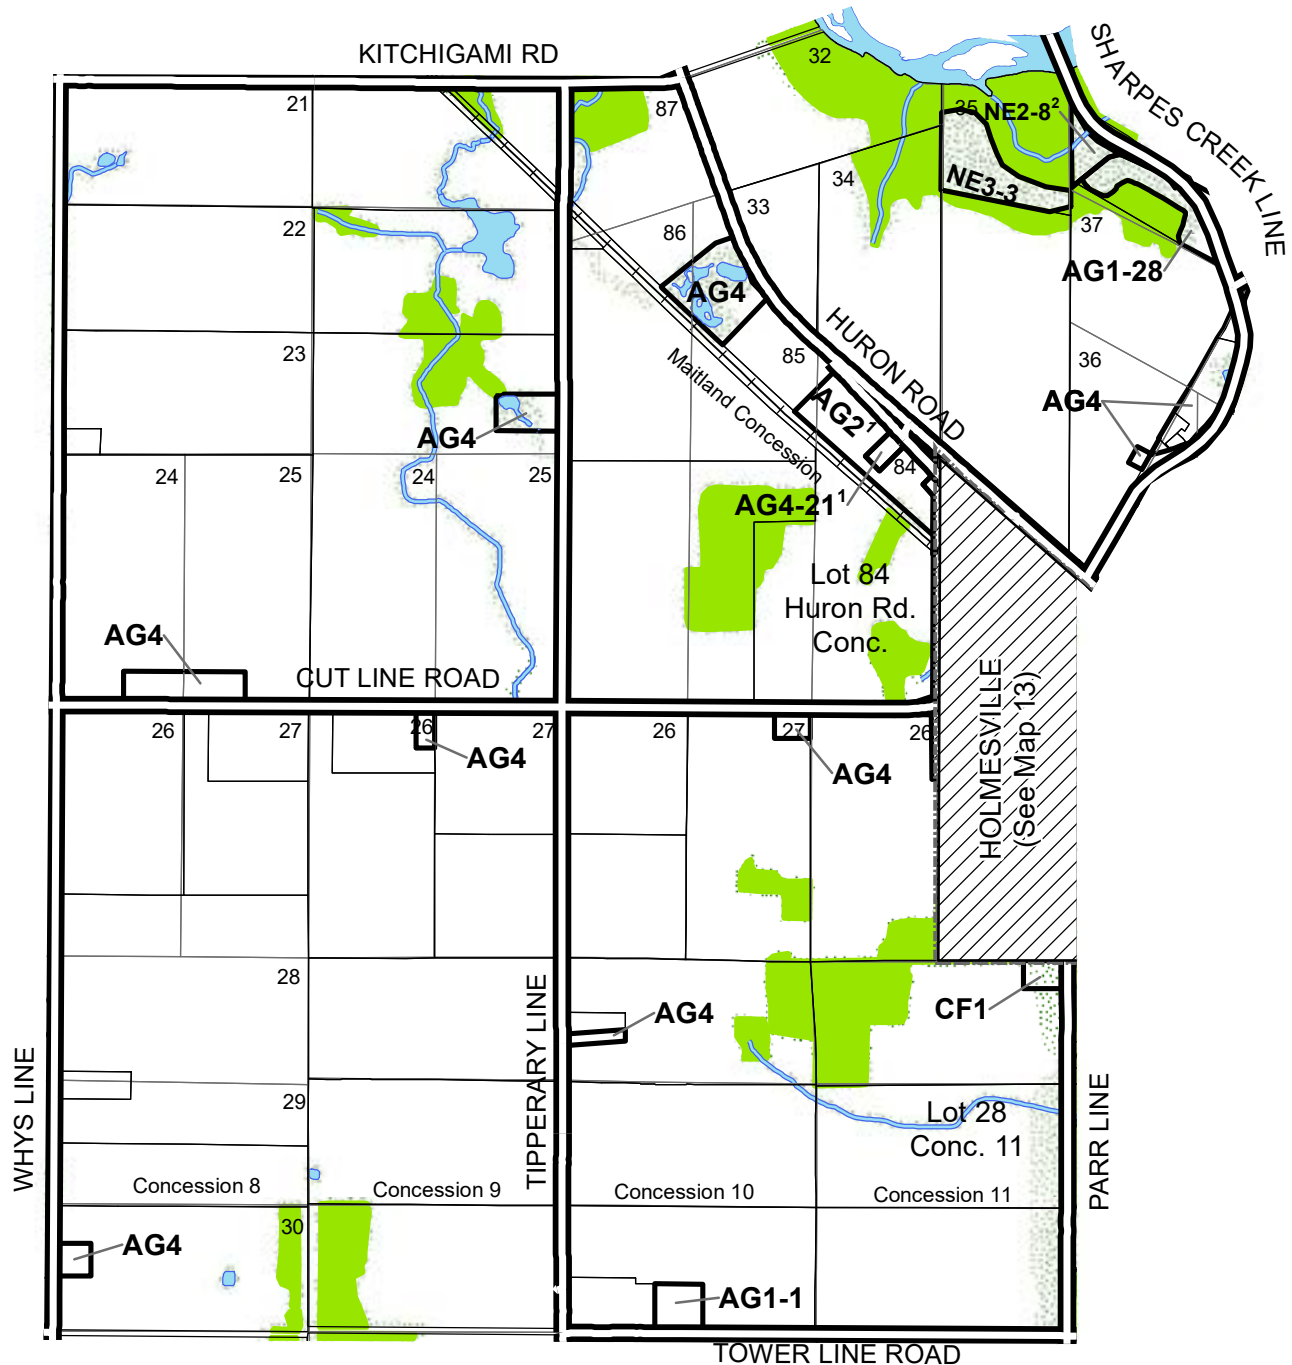 KITCHIGAMI RD
SHARPES CREEK LINE
32
21
87
35
NE2-8²
34
NE3-3
33
22
86
37
AG1-28
AG4
HURON ROAD
23
85
36
Maitland Concession
AG4
AG2¹
AG4
24
25
24
25
84
AG4-21¹
Lot 84
Huron Rd.
Conc.
AG4
CUT LINE ROAD
HOLMESVILLE
(See Map 13)
26
27
26
27
26
27
26
AG4
AG4
28
TIPPERARY LINE
AG4
CF1
WHYS LINE
29
Lot 28
Conc. 11
PARR LINE
Concession 8
Concession 9
Concession 10
Concession 11
30
AG4
AG1-1
TOWER LINE ROAD